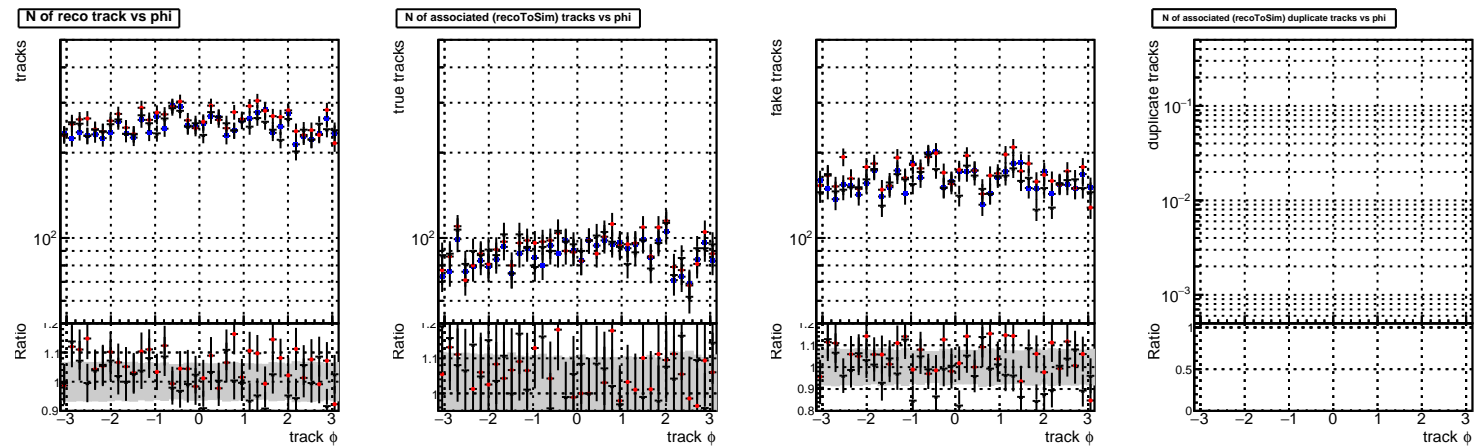 N of reco track vs phi
tracks
10²
Ratio
1.2
1.1
1
0.9
−3 −2 −1 0 1 2 3
track ϕ
N of associated (recoToSim) tracks vs phi
true tracks
10²
Ratio
1.2
1.1
1
−3 −2 −1 0 1 2 3
track ϕ
fake tracks
10²
Ratio
1.2
1.1
1
0.9
0.8
−3 −2 −1 0 1 2 3
track ϕ
N of associated (recoToSim) duplicate tracks vs phi
duplicate tracks
10⁻¹
10⁻²
10⁻³
Ratio
1
0.5
0
−3 −2 −1 0 1 2 3
track ϕ